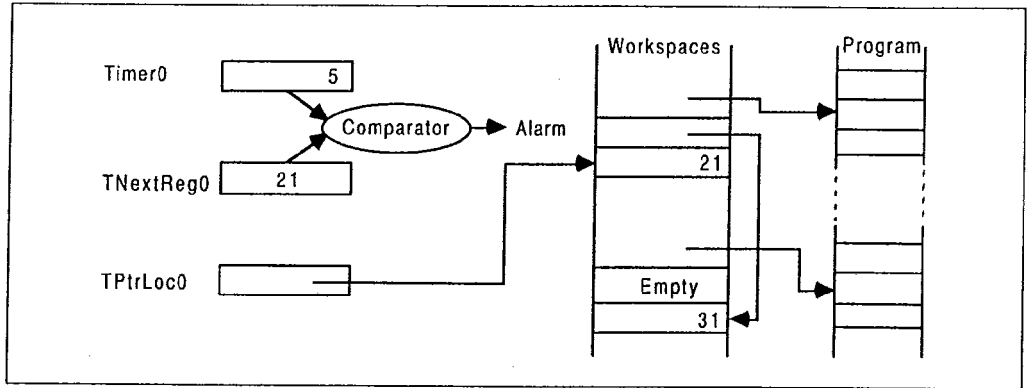 Workspaces
Program
Timer0
5
Comparator
Alarm
TNextReg0
21
21
TPtrLoc0
Empty
31